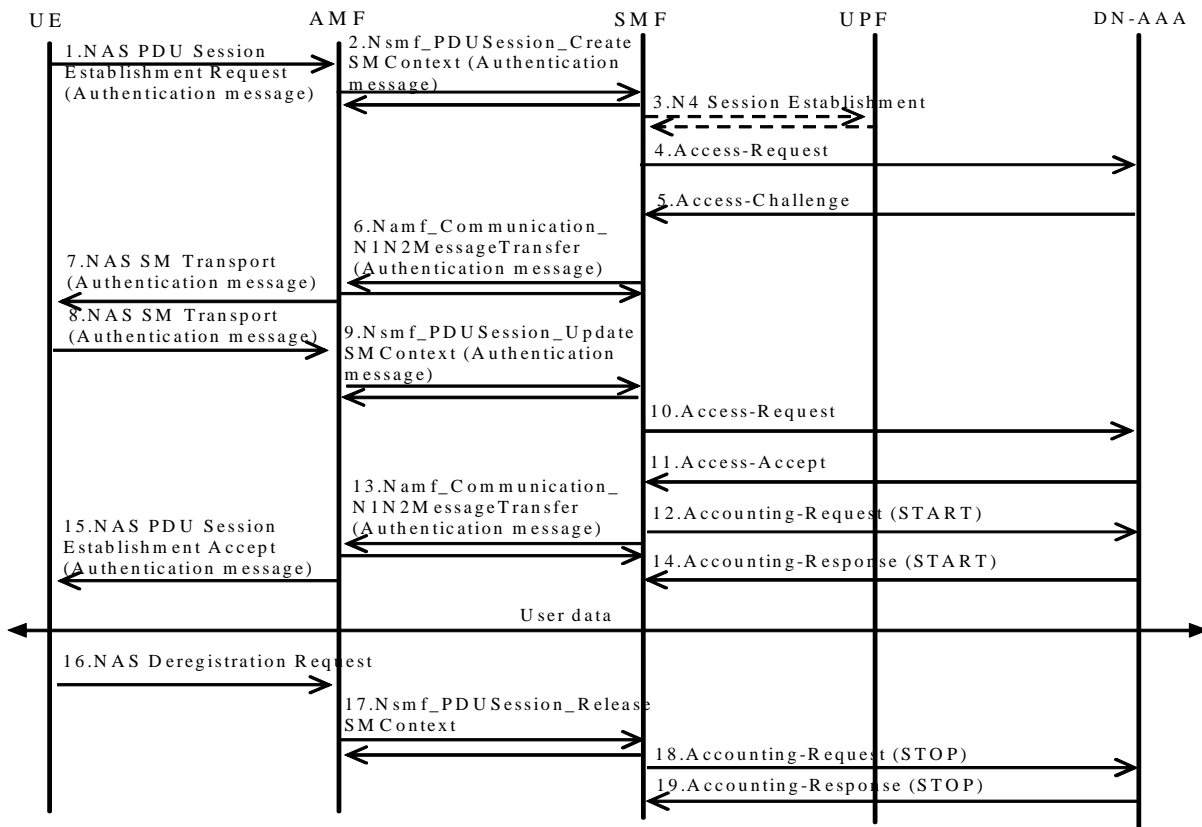 UE
AMF
SMF
UPF
DN-AAA
1.NAS PDU Session
Establishment Request
(Authentication message)
2.Nsmf_PDUSession_Create
SMContext (Authentication
message)
3.N4 Session Establishment
4.Access-Request
5.Access-Challenge
6.Namf_Communication_
N1N2MessageTransfer
(Authentication message)
7.NAS SM Transport
(Authentication message)
8.NAS SM Transport
(Authentication message)
9.Nsmf_PDUSession_Update
SMContext (Authentication
message)
10.Access-Request
11.Access-Accept
13.Namf_Communication_
N1N2MessageTransfer
(Authentication message)
12.Accounting-Request (START)
15.NAS PDU Session
Establishment Accept
(Authentication message)
14.Accounting-Response (START)
User data
16.NAS Deregistration Request
17.Nsmf_PDUSession_Release
SMContext
18.Accounting-Request (STOP)
19.Accounting-Response (STOP)